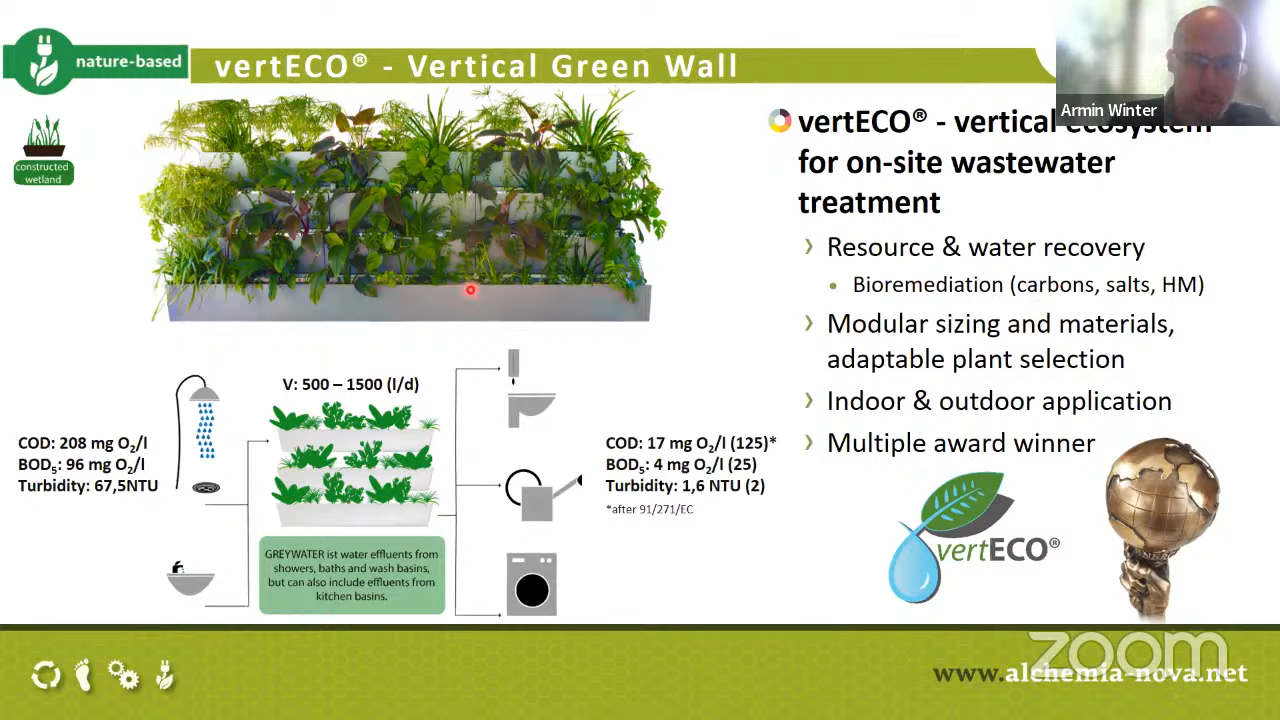 nature-based
vertECO® - Vertical Green Wall
Armin Winter
constructed
wetland
vertECO® - vertical ecosystem
for on-site wastewater
treatment
Resource & water recovery
Bioremediation (carbons, salts, HM)
Modular sizing and materials,
adaptable plant selection
Indoor & outdoor application
Multiple award winner
V: 500 – 1500 (l/d)
COD: 208 mg O₂/l
BOD₅: 96 mg O₂/l
Turbidity: 67,5NTU
COD: 17 mg O₂/l (125)*
BOD₅: 4 mg O₂/l (25)
Turbidity: 1,6 NTU (2)
*after 91/271/EC
GREYWATER ist water effluents from
showers, baths and wash basins,
but can also include effluents from
kitchen basins.
vertECO®
zoom
www.alchemia-nova.net